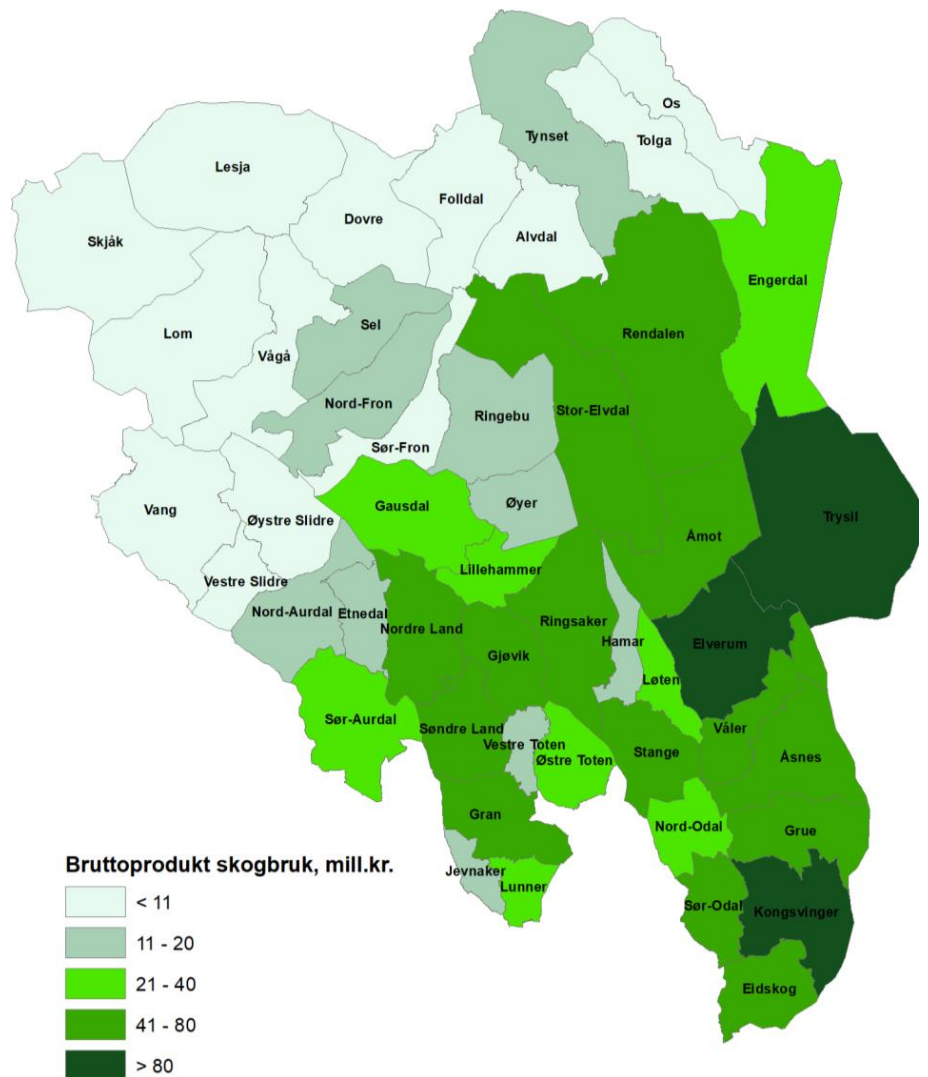 Os
Tynset
Tolga
Lesja
Folldal
Dovre
Alvdal
Skjåk
Engerdal
Sel
Lom
Rendalen
Vågå
Nord-Fron
Stor-Elvdal
Ringebu
Sør-Fron
Gausdal
Øyer
Vang
Øystre Slidre
Trysil
Åmot
Lillehammer
Vestre Slidre
Nord-Aurdal
Etnedal
Nordre Land
Ringsaker
Hamar
Elverum
Gjøvik
Løten
Sør-Aurdal
Søndre Land
Våler
Vestre Toten
Stange
Østre Toten
Åsnes
Gran
Nord-Odal
Grue
Bruttoprodukt skogbruk, mill.kr.
Jevnaker
Lunner
< 11
Sør-Odal
Kongsvinger
11 - 20
21 - 40
Eidskog
41 - 80
> 80